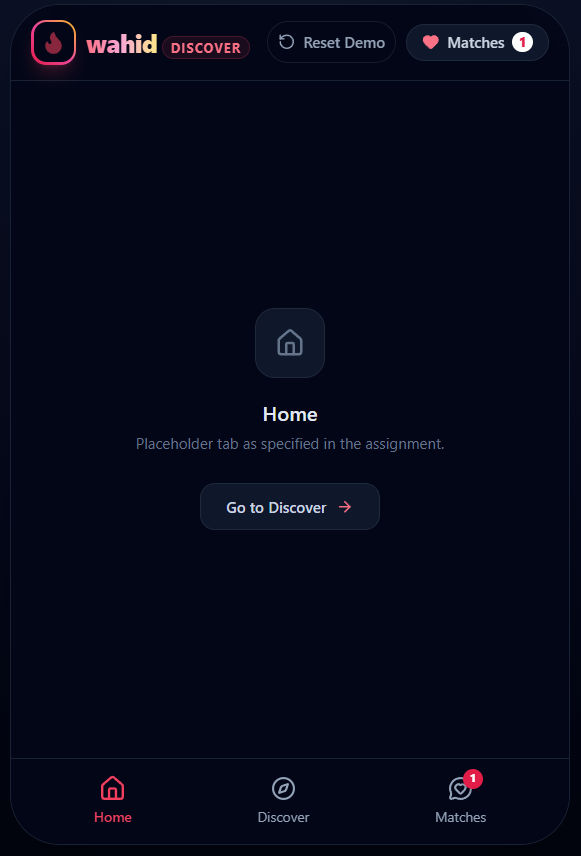 wahid DISCOVER Reset Demo Matches 1
Home
Placeholder tab as specified in the assignment.
Go to Discover
1
Home Discover Matches